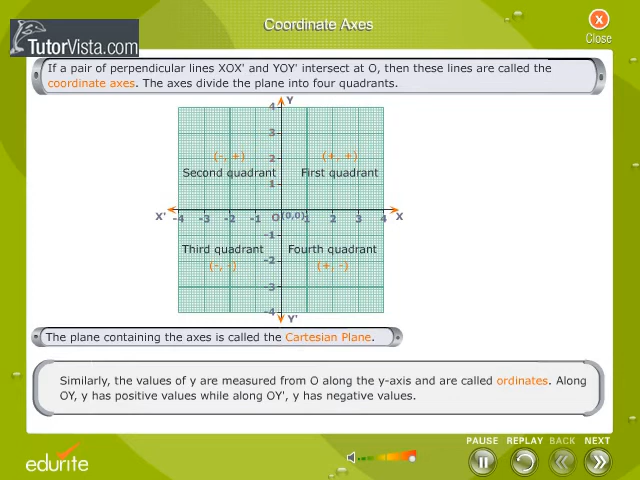 Coordinate Axes
Close
TutorVista.com
If a pair of perpendicular lines XOX' and YOY' intersect at O, then these lines are called the
coordinate axes. The axes divide the plane into four quadrants.
Y
4
3
(-, +) 2 (+, +)
Second quadrant First quadrant
1
X' -4 -3 -2 -1 O(0,0) 1 2 3 4 X
-1
Third quadrant Fourth quadrant
(-, -) -2 (+, -)
-3
-4
Y'
The plane containing the axes is called the Cartesian Plane.
Similarly, the values of y are measured from O along the y-axis and are called ordinates. Along
OY, y has positive values while along OY', y has negative values.
PAUSE REPLAY BACK NEXT
edurite